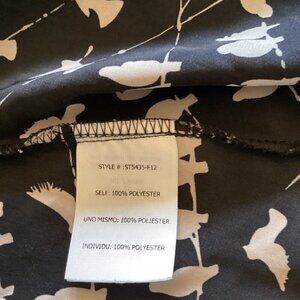 STYLE # :ST5435-F12
SELF: 100% POLYESTER
UNO MISMO: 100% POLIESTER
INDIVIDU: 100% POLYESTER